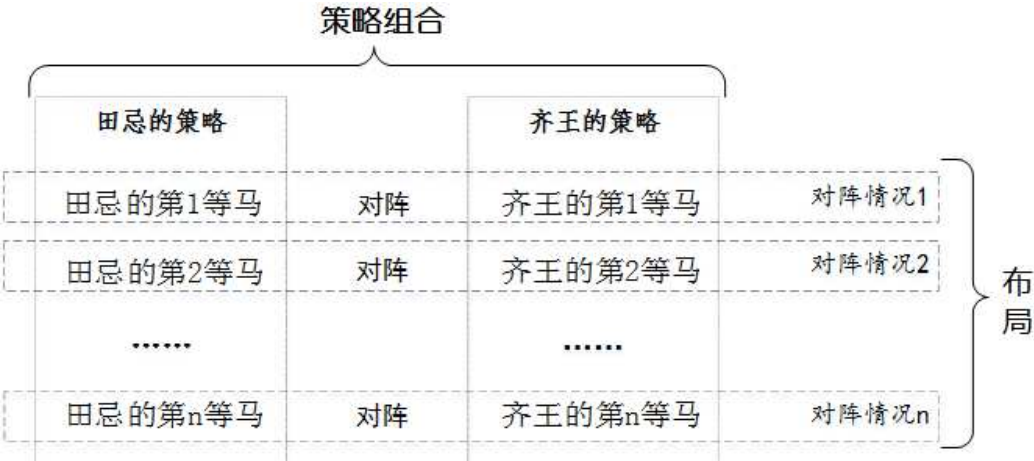 策略组合
田忌的策略 齐王的策略
田忌的第1等马 对阵 齐王的第1等马 对阵情况1
田忌的第2等马 对阵 齐王的第2等马 对阵情况2
…… ……
田忌的第n等马 对阵 齐王的第n等马 对阵情况n
布
局